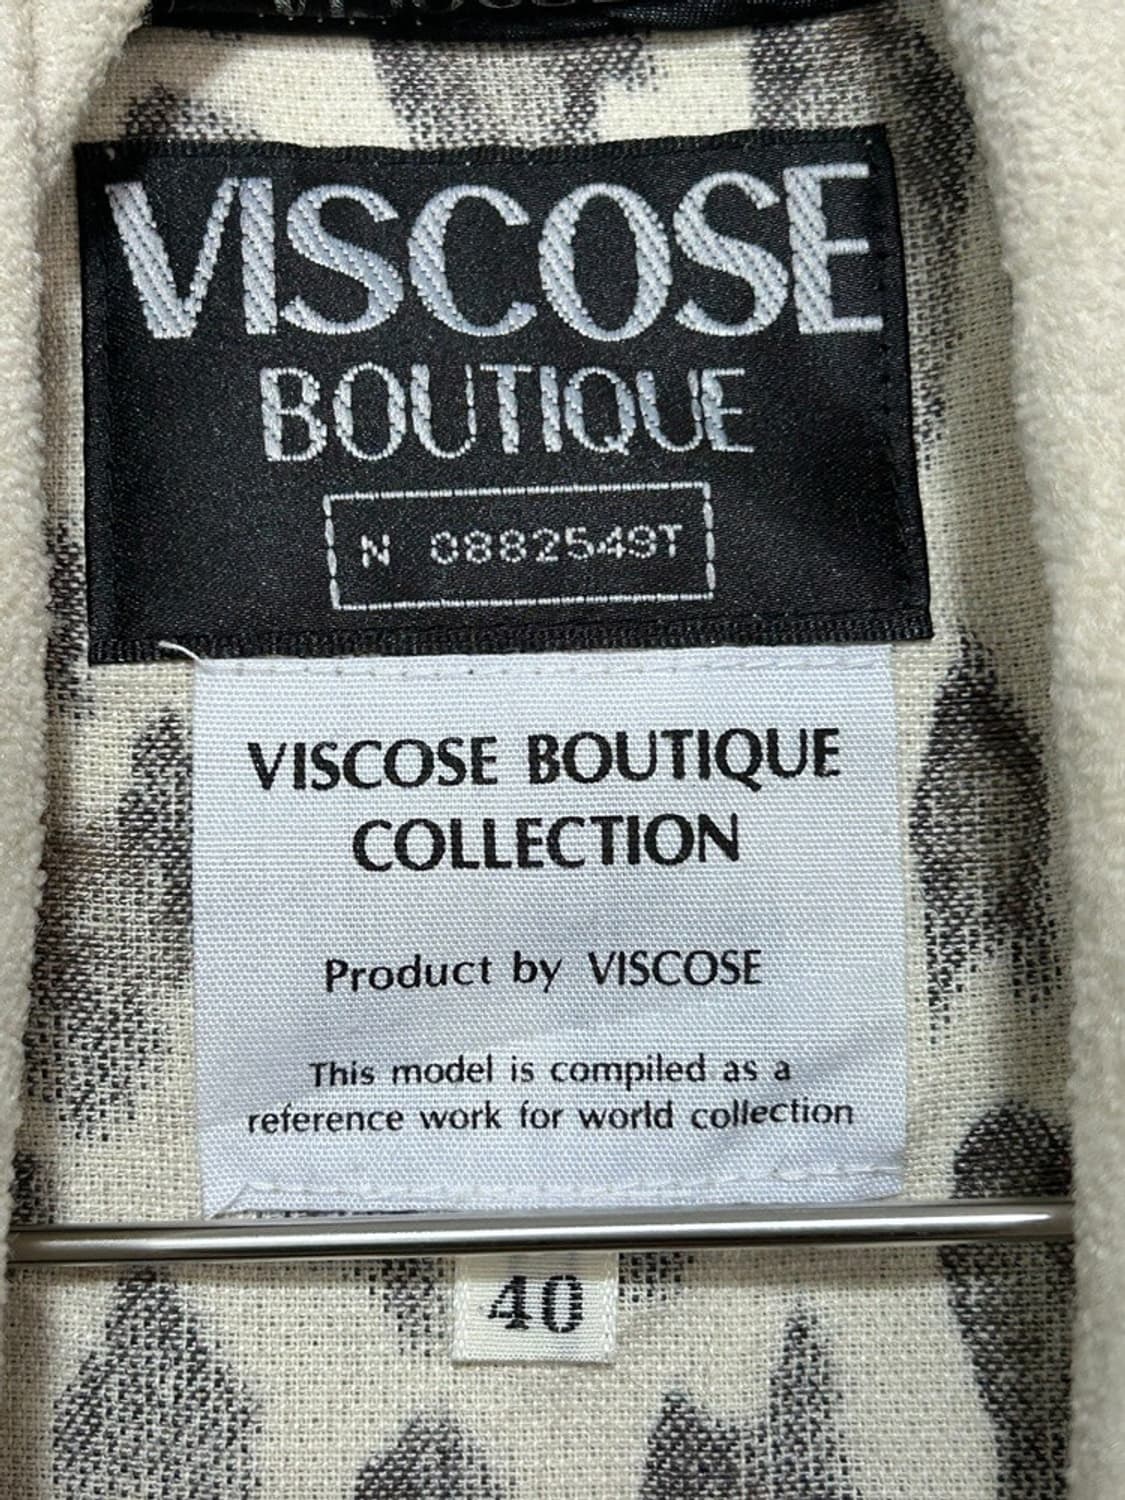 VISCOSE
BOUTIQUE
N 0882549T
VISCOSE BOUTIQUE
COLLECTION
Product by VISCOSE
This model is compiled as a
reference work for world collection
40